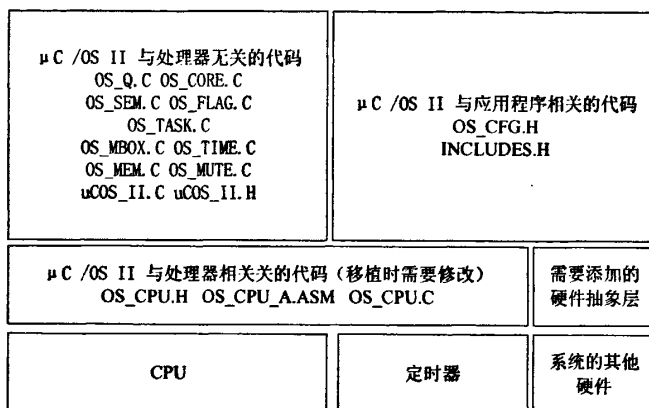 μC /OS II 与处理器无关的代码
OS_Q.C OS_CORE.C
OS_SEM.C OS_FLAG.C
OS_TASK.C
OS_MBOX.C OS_TIME.C
OS_MEM.C OS_MUTE.C
uCOS_II.C uCOS_II.H
μC /OS II 与应用程序相关的代码
OS_CFG.H
INCLUDES.H
μC /OS II 与处理器相关关的代码（移植时需要修改）
OS_CPU.H OS_CPU_A.ASM OS_CPU.C
需要添加的
硬件抽象层
CPU
定时器
系统的其他
硬件